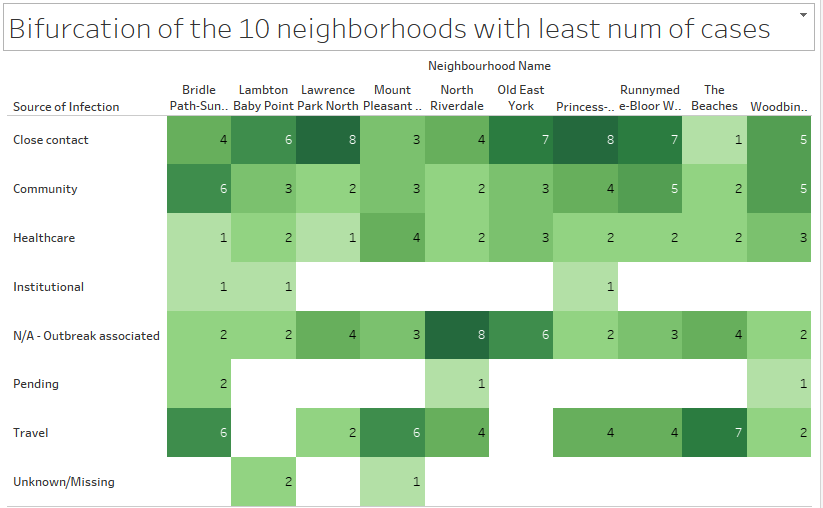 Bifurcation of the 10 neighborhoods with least num of cases
Neighbourhood Name
Source of Infection
Bridle Path-Sun..
Lambton Baby Point
Lawrence Park North
Mount Pleasant ..
North Riverdale
Old East York
Princess-..
Runnymed e-Bloor W..
The Beaches
Woodbin..
Close contact 4 6 8 3 4 7 8 7 1 5
Community 6 3 2 3 2 3 4 5 2 5
Healthcare 1 2 1 4 2 3 2 2 2 3
Institutional 1 1 1
N/A - Outbreak associated 2 2 4 3 8 6 2 3 4 2
Pending 2 1 1
Travel 6 2 6 4 4 4 7 2
Unknown/Missing 2 1